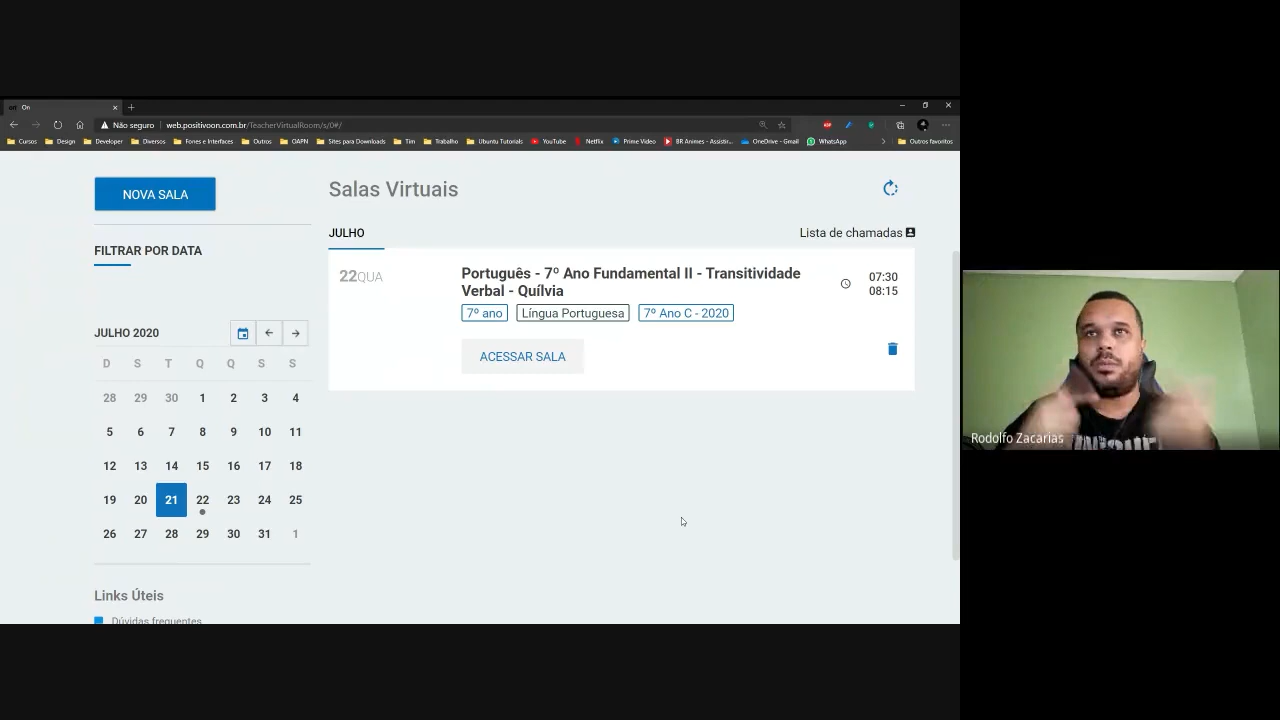 On
Não seguro | web.positivoon.com.br/TeacherVirtualRoom/s/0#/
Cursos Design Developer Diversos Fones e Interfaces Outros OAPN Sites para Downloads Tim Trabalho Ubuntu Tutorials YouTube Netflix Prime Video BR Animes - Assistir... OneDrive - Gmail WhatsApp Outros favoritos
NOVA SALA
Salas Virtuais
FILTRAR POR DATA
JULHO
Lista de chamadas
22QUA
Português - 7º Ano Fundamental II - Transitividade
Verbal - Quílvia
07:30
08:15
7º ano Língua Portuguesa 7º Ano C - 2020
ACESSAR SALA
JULHO 2020
D S T Q Q S S
28 29 30 1 2 3 4
5 6 7 8 9 10 11
12 13 14 15 16 17 18
19 20 21 22 23 24 25
26 27 28 29 30 31 1
Links Úteis
Dúvidas frequentes
Rodolfo Zacarias